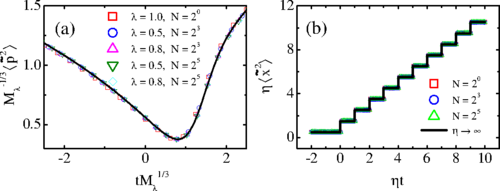 (a)
λ = 1.0, N = 2⁰
λ = 0.5, N = 2³
λ = 0.8, N = 2³
λ = 0.5, N = 2⁵
λ = 0.8, N = 2⁵
M_λ^-1/3 ⟨p̃²⟩
1.5
1.0
0.5
-2 0 2
tM_λ^1/3
(b)
N = 2⁰
N = 2³
N = 2⁵
η → ∞
η⟨x̃²⟩
12
8
4
0
-2 0 2 4 6 8 10
ηt